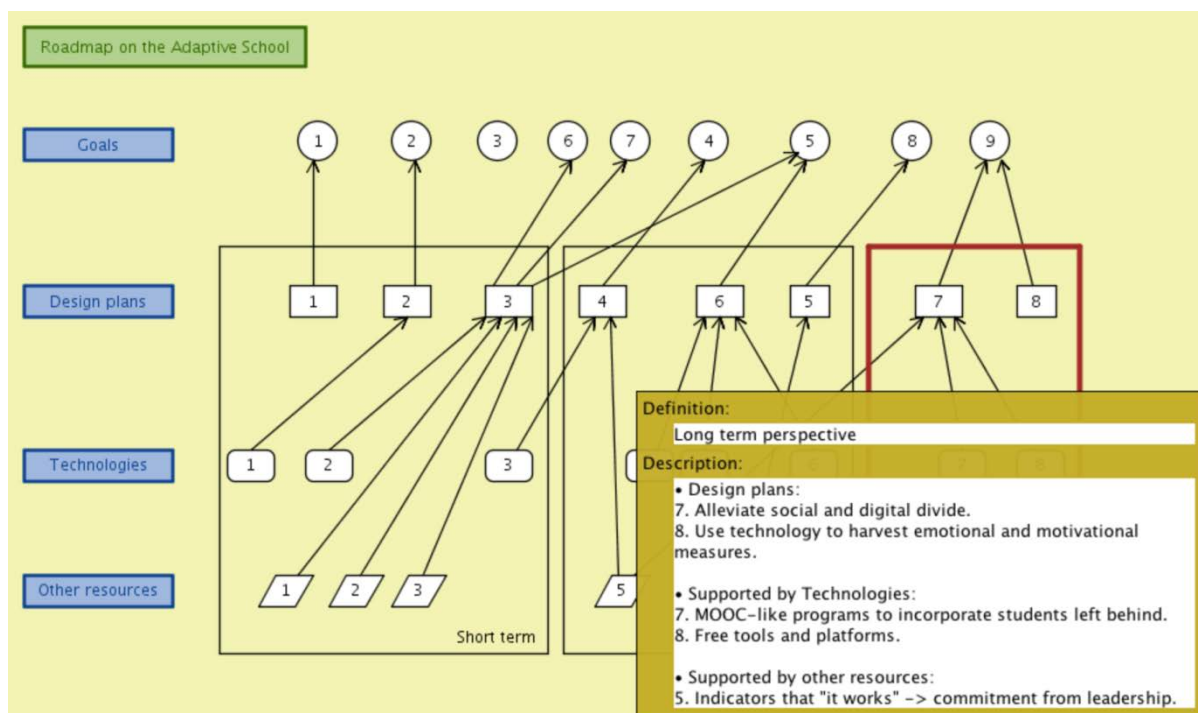 Roadmap on the Adaptive School
Goals
1 2 3 6 7 4 5 8 9
Design plans
1 2 3 4 6 5 7 8
Technologies
1 2 3 6 7 8
Other resources
1 2 3 5
Short term
Definition:
Long term perspective
Description:
• Design plans:
7. Alleviate social and digital divide.
8. Use technology to harvest emotional and motivational
measures.
• Supported by Technologies:
7. MOOC-like programs to incorporate students left behind.
8. Free tools and platforms.
• Supported by other resources:
5. Indicators that "it works" -> commitment from leadership.